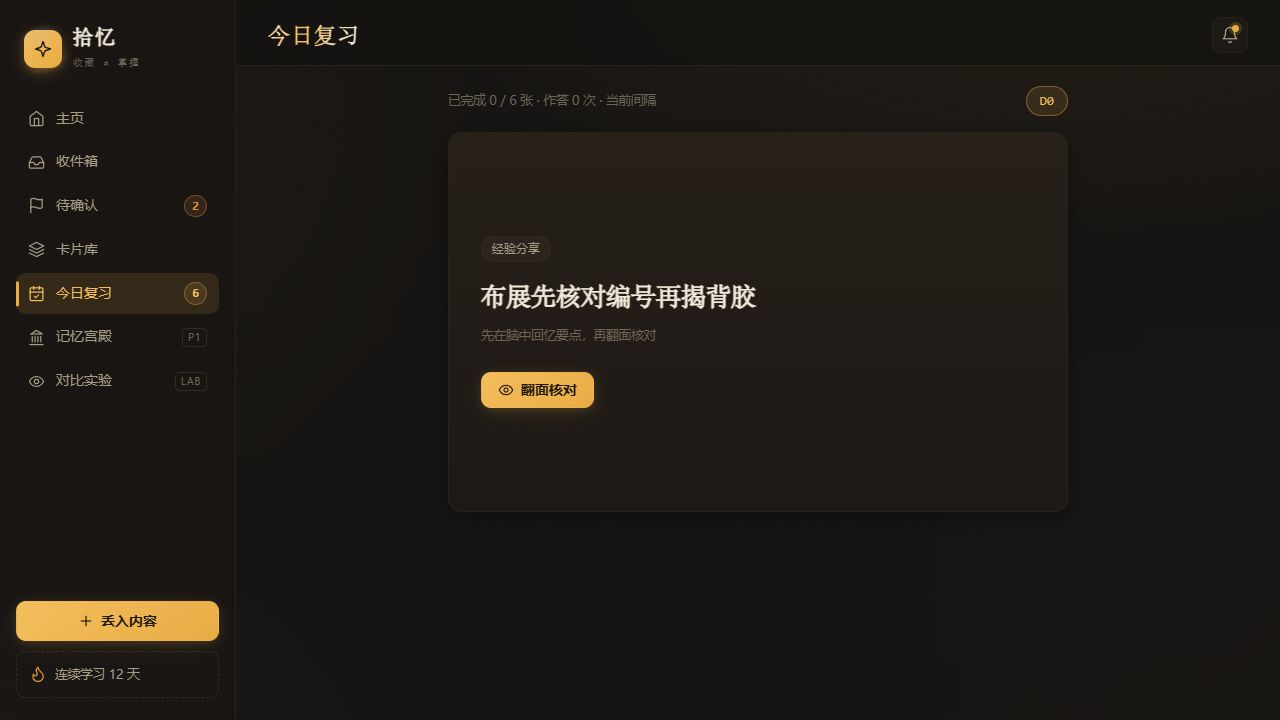 拾忆
收藏 ≠ 掌握
主页
收件箱
待确认 2
卡片库
今日复习 6
记忆宫殿 P1
对比实验 LAB
丢入内容
连续学习 12 天
今日复习
已完成 0 / 6 张 · 作答 0 次 · 当前间隔
D0
经验分享
布展先核对编号再揭背胶
先在脑中回忆要点，再翻面核对
翻面核对